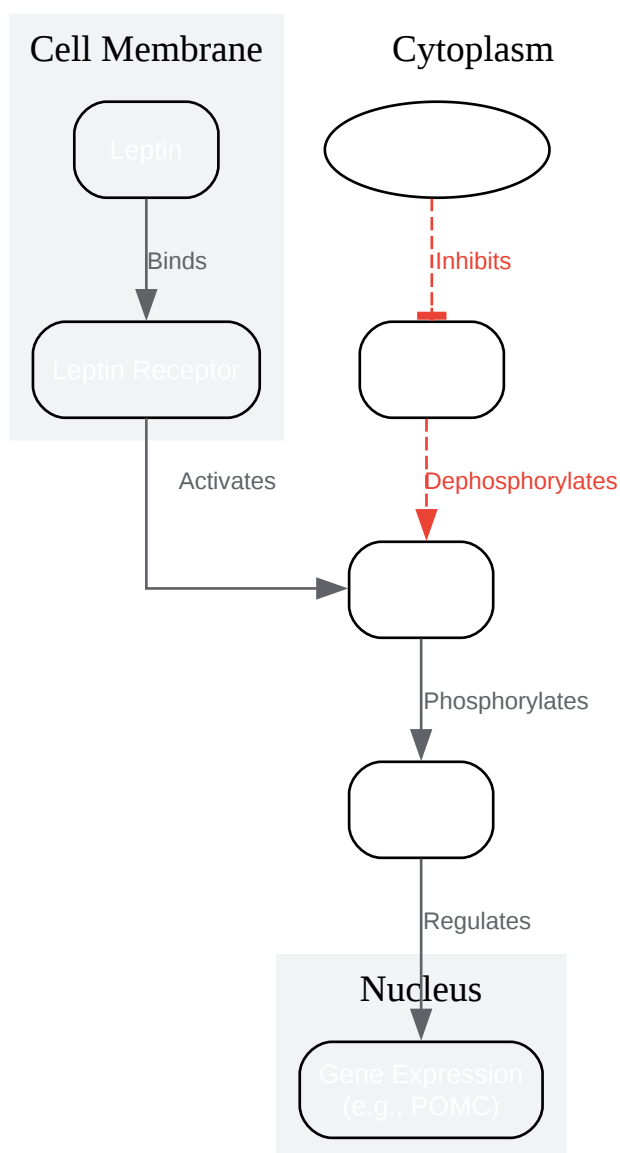 Cell Membrane
Cytoplasm
Leptin
Binds
Inhibits
Leptin Receptor
Activates
Dephosphorylates
Phosphorylates
Regulates
Nucleus
Gene Expression
(e.g., POMC)